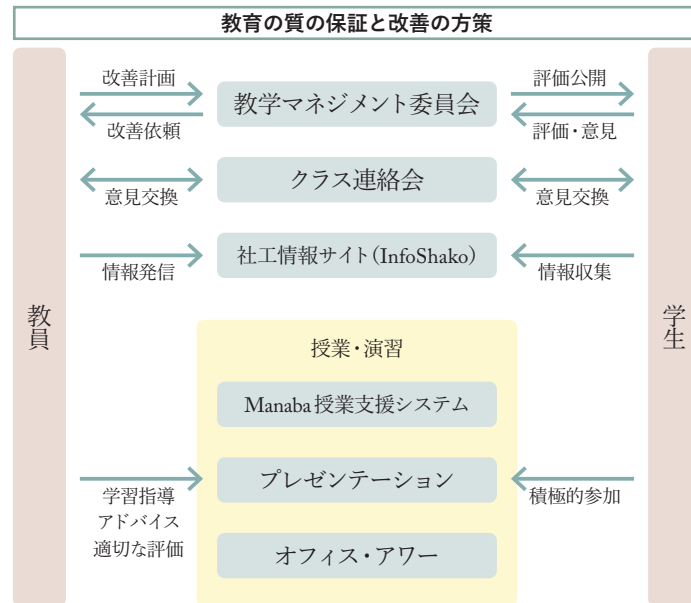 教育の質の保証と改善の方策
教員
学生
改善計画
改善依頼
教学マネジメント委員会
評価公開
評価・意見
意見交換
クラス連絡会
意見交換
情報発信
社工情報サイト(InfoShako)
情報収集
授業・演習
Manaba 授業支援システム
学習指導
アドバイス
適切な評価
プレゼンテーション
積極的参加
オフィス・アワー